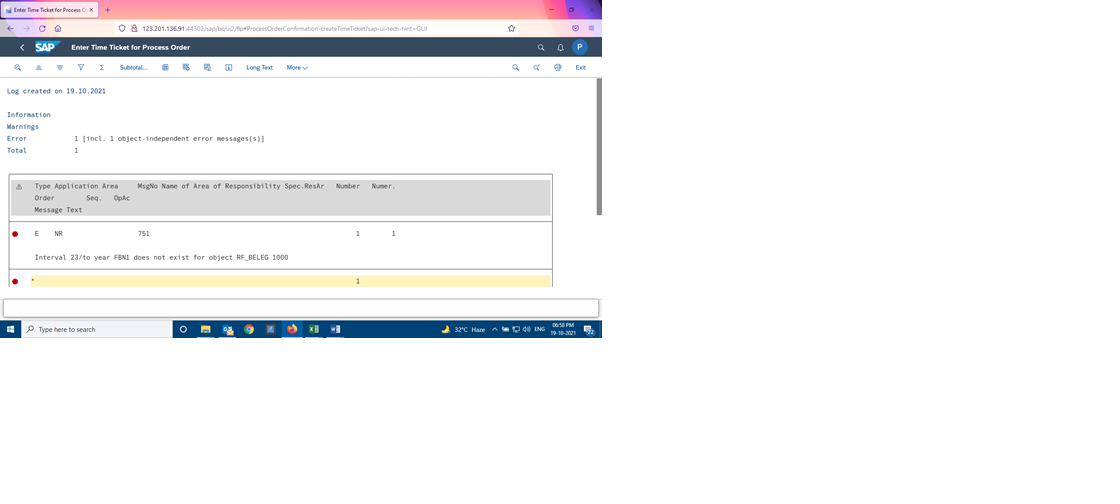 Enter Time Ticket for Process O
123.201.136.91:44302/sap/bc/ui2/flp#ProcessOrderConfirmation-createTimeTicket?sap-ui-tech-hint=GUI
SAP Enter Time Ticket for Process Order P
Subtotal... Long Text More Exit
Log created on 19.10.2021
Information
Warnings
Error 1 [incl. 1 object-independent error messages(s)]
Total 1
Type Application Area MsgNo Name of Area of Responsibility Spec.ResAr Number Numer.
Order Seq. OpAc
Message Text
E NR 751 1 1
Interval 23/to year FBN1 does not exist for object RF_BELEG 1000
* 1
Type here to search 32°C Haze ENG 06:58 PM
19-10-2021 22